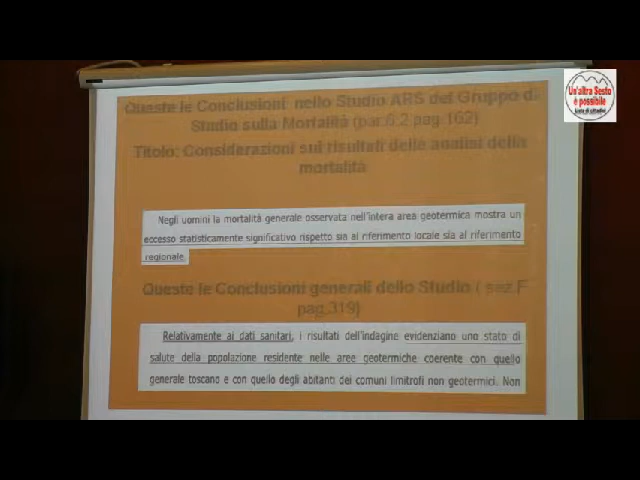 Queste le Conclusioni nello Studio ARS del Gruppo di
Studio sulla Mortalità (par.6.2 pag.162)
Titolo: Considerazioni sui risultati delle analisi della
mortalità
Negli uomini la mortalità generale osservata nell'intera area geotermica mostra un
eccesso statisticamente significativo rispetto sia al riferimento locale sia al riferimento
regionale.
Queste le Conclusioni generali dello Studio ( sez.F
pag.319)
Relativamente ai dati sanitari, i risultati dell'indagine evidenziano uno stato di
salute della popolazione residente nelle aree geotermiche coerente con quello
generale toscano e con quello degli abitanti dei comuni limitrofi non geotermici. Non
Un'altra Sesto
è possibile
Lista di cittadini